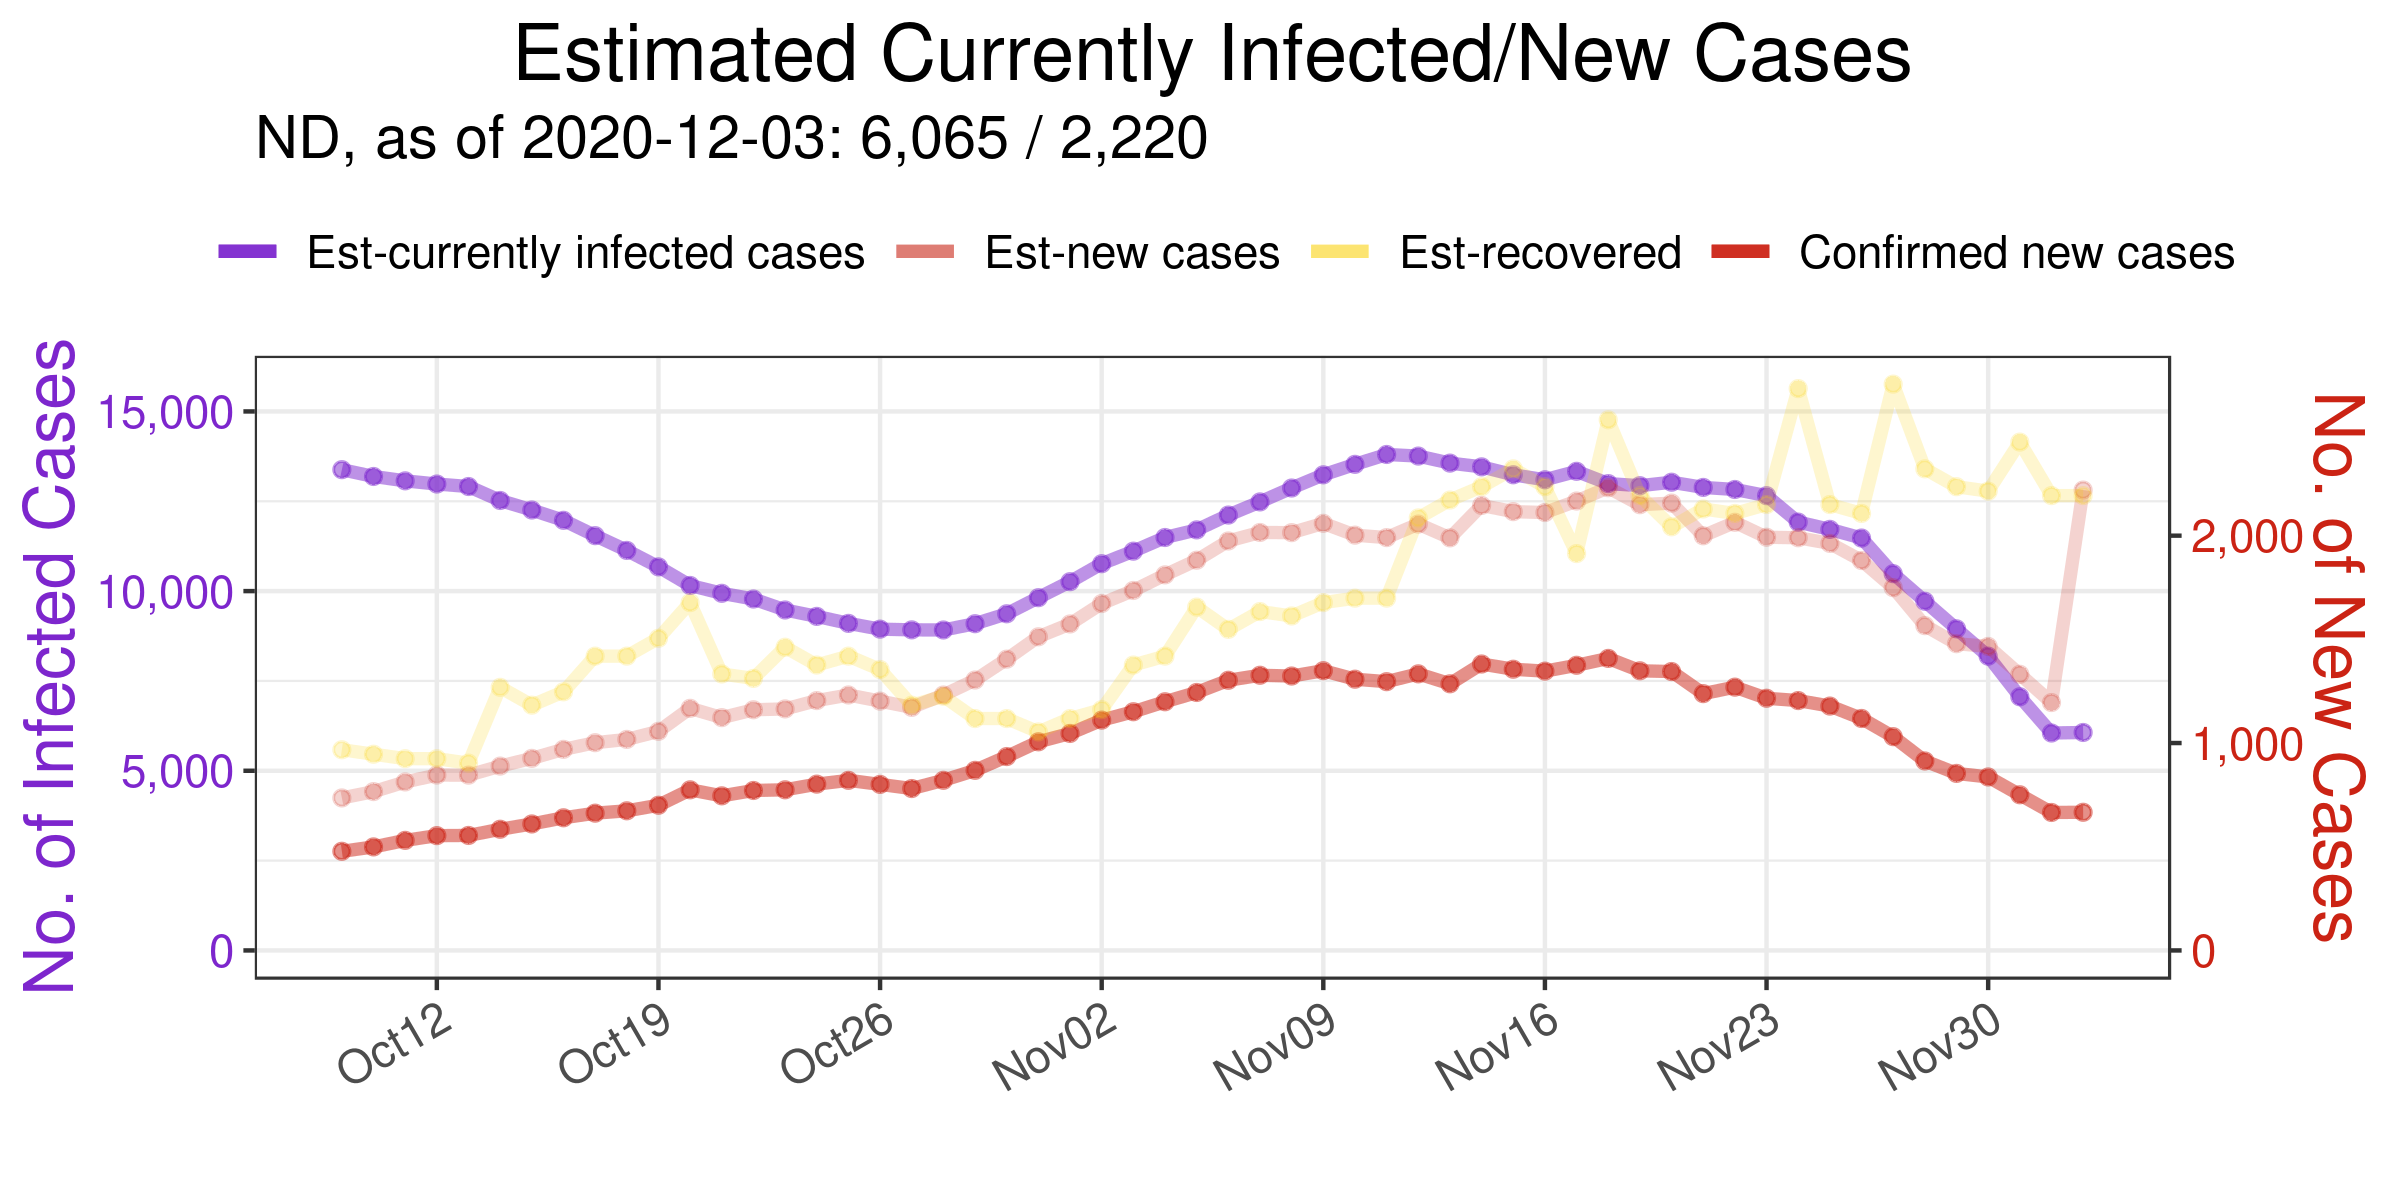 Estimated Currently Infected/New Cases
ND, as of 2020-12-03: 6,065 / 2,220
Est-currently infected cases Est-new cases Est-recovered Confirmed new cases
No. of Infected Cases
15,000
10,000
5,000
0
2,000
1,000
0
No. of New Cases
Oct12 Oct19 Oct26 Nov02 Nov09 Nov16 Nov23 Nov30